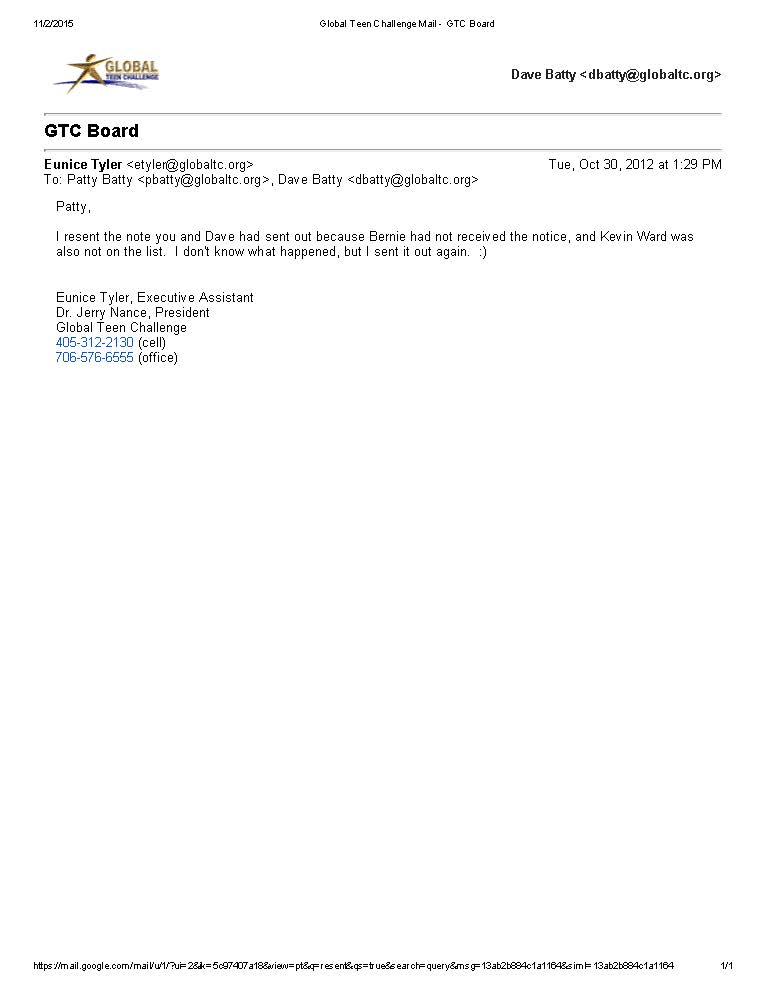 11/2/2015 Global Teen Challenge Mail - GTC Board
GLOBAL
TEEN CHALLENGE
Dave Batty <dbatty@globaltc.org>
GTC Board
Eunice Tyler <etyler@globaltc.org> Tue, Oct 30, 2012 at 1:29 PM
To: Patty Batty <pbatty@globaltc.org>, Dave Batty <dbatty@globaltc.org>
Patty,
I resent the note you and Dave had sent out because Bernie had not received the notice, and Kevin Ward was
also not on the list.  I don't know what happened, but I sent it out again.  :)
Eunice Tyler, Executive Assistant
Dr. Jerry Nance, President
Global Teen Challenge
405-312-2130 (cell)
706-576-6555 (office)
https://mail.google.com/mail/u/1/?ui=2&ik=5c97407a18&view=pt&q=resent&qs=true&search=query&msg=13ab2b884c1a1164&siml=13ab2b884c1a1164 1/1